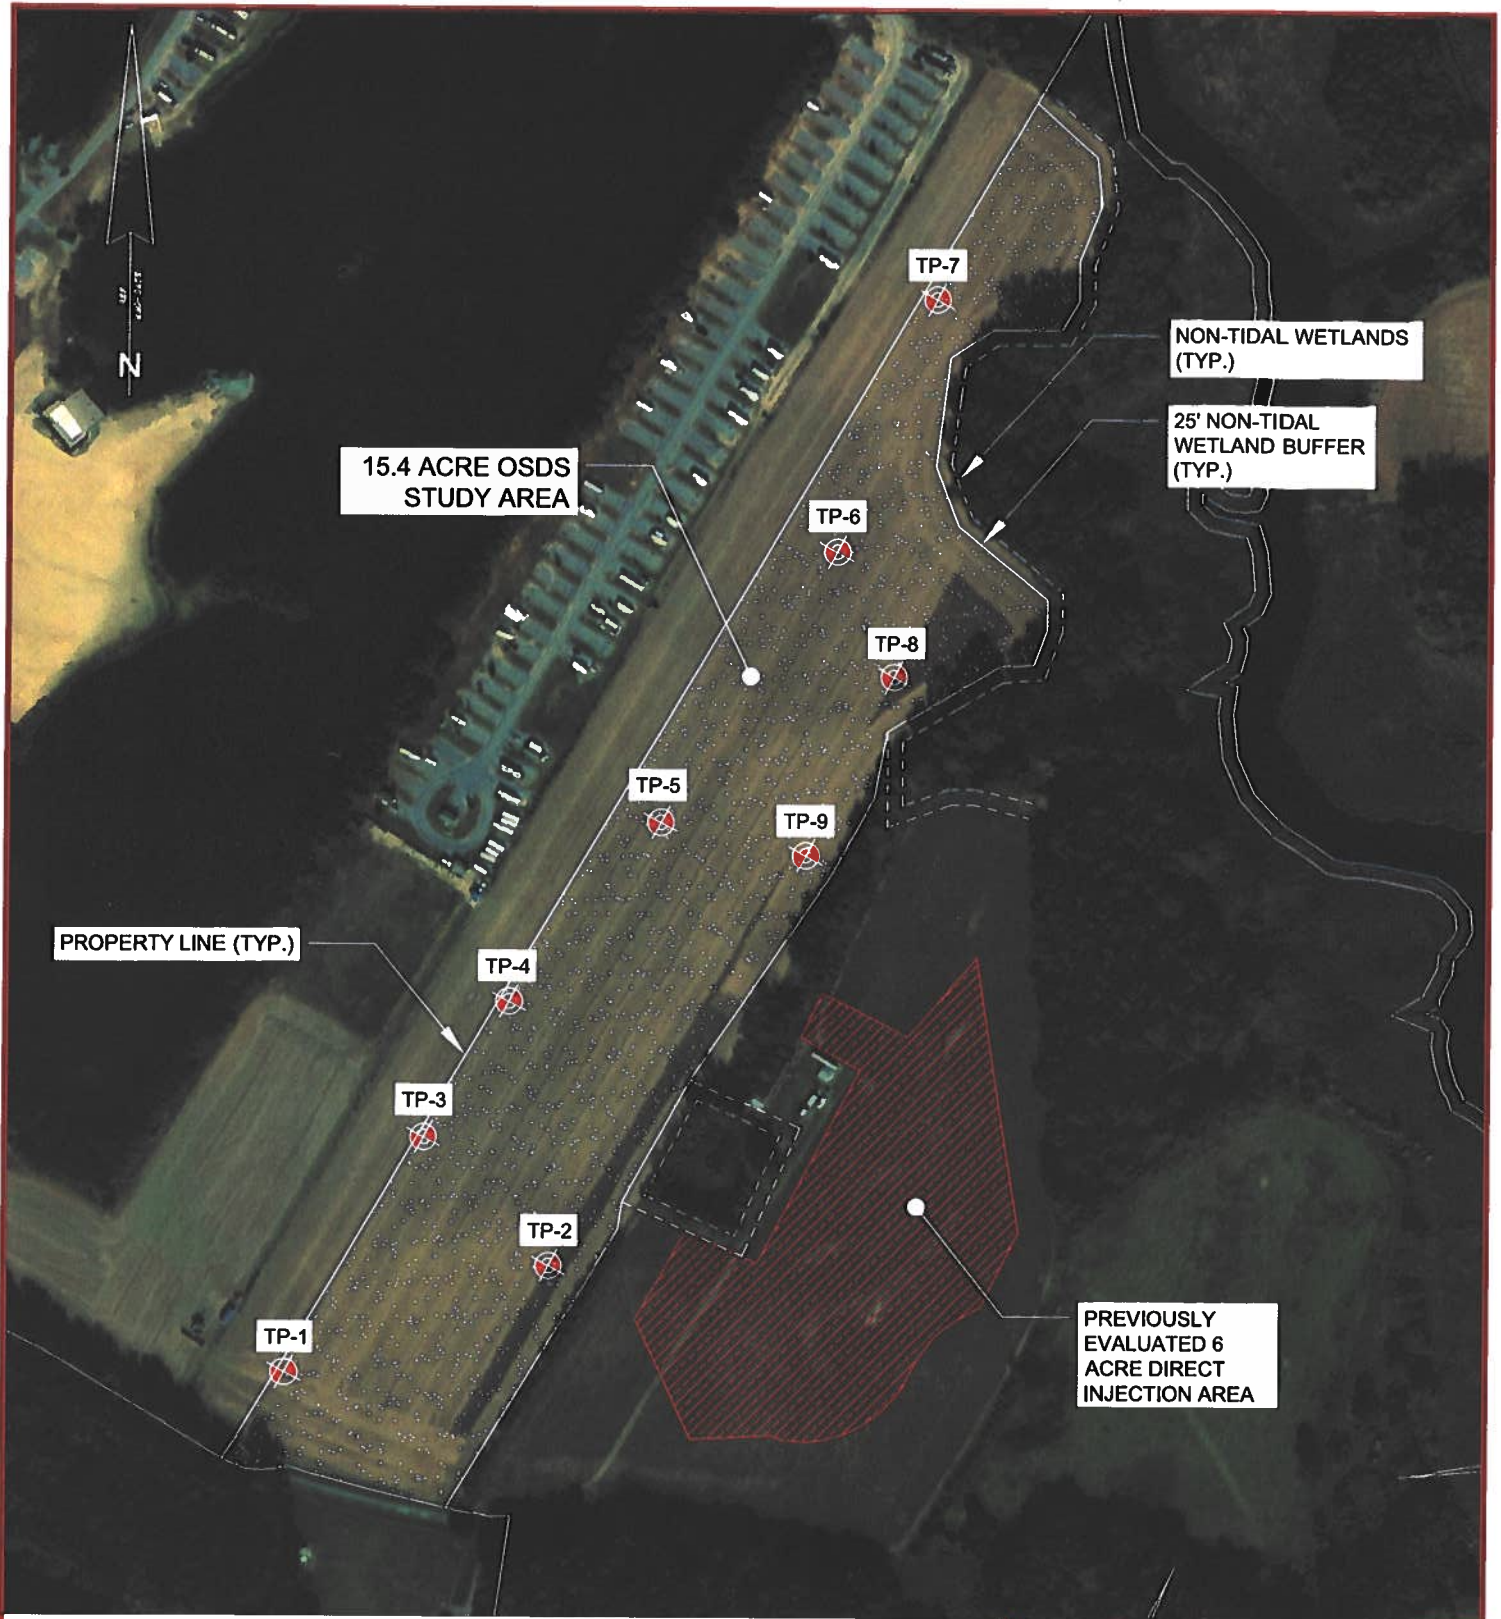 TP-7
NON-TIDAL WETLANDS
(TYP.)
N
25' NON-TIDAL
WETLAND BUFFER
(TYP.)
15.4 ACRE OSDS
STUDY AREA
TP-6
TP-8
TP-5
TP-9
PROPERTY LINE (TYP.)
TP-4
TP-3
TP-2
TP-1
PREVIOUSLY
EVALUATED 6
ACRE DIRECT
INJECTION AREA